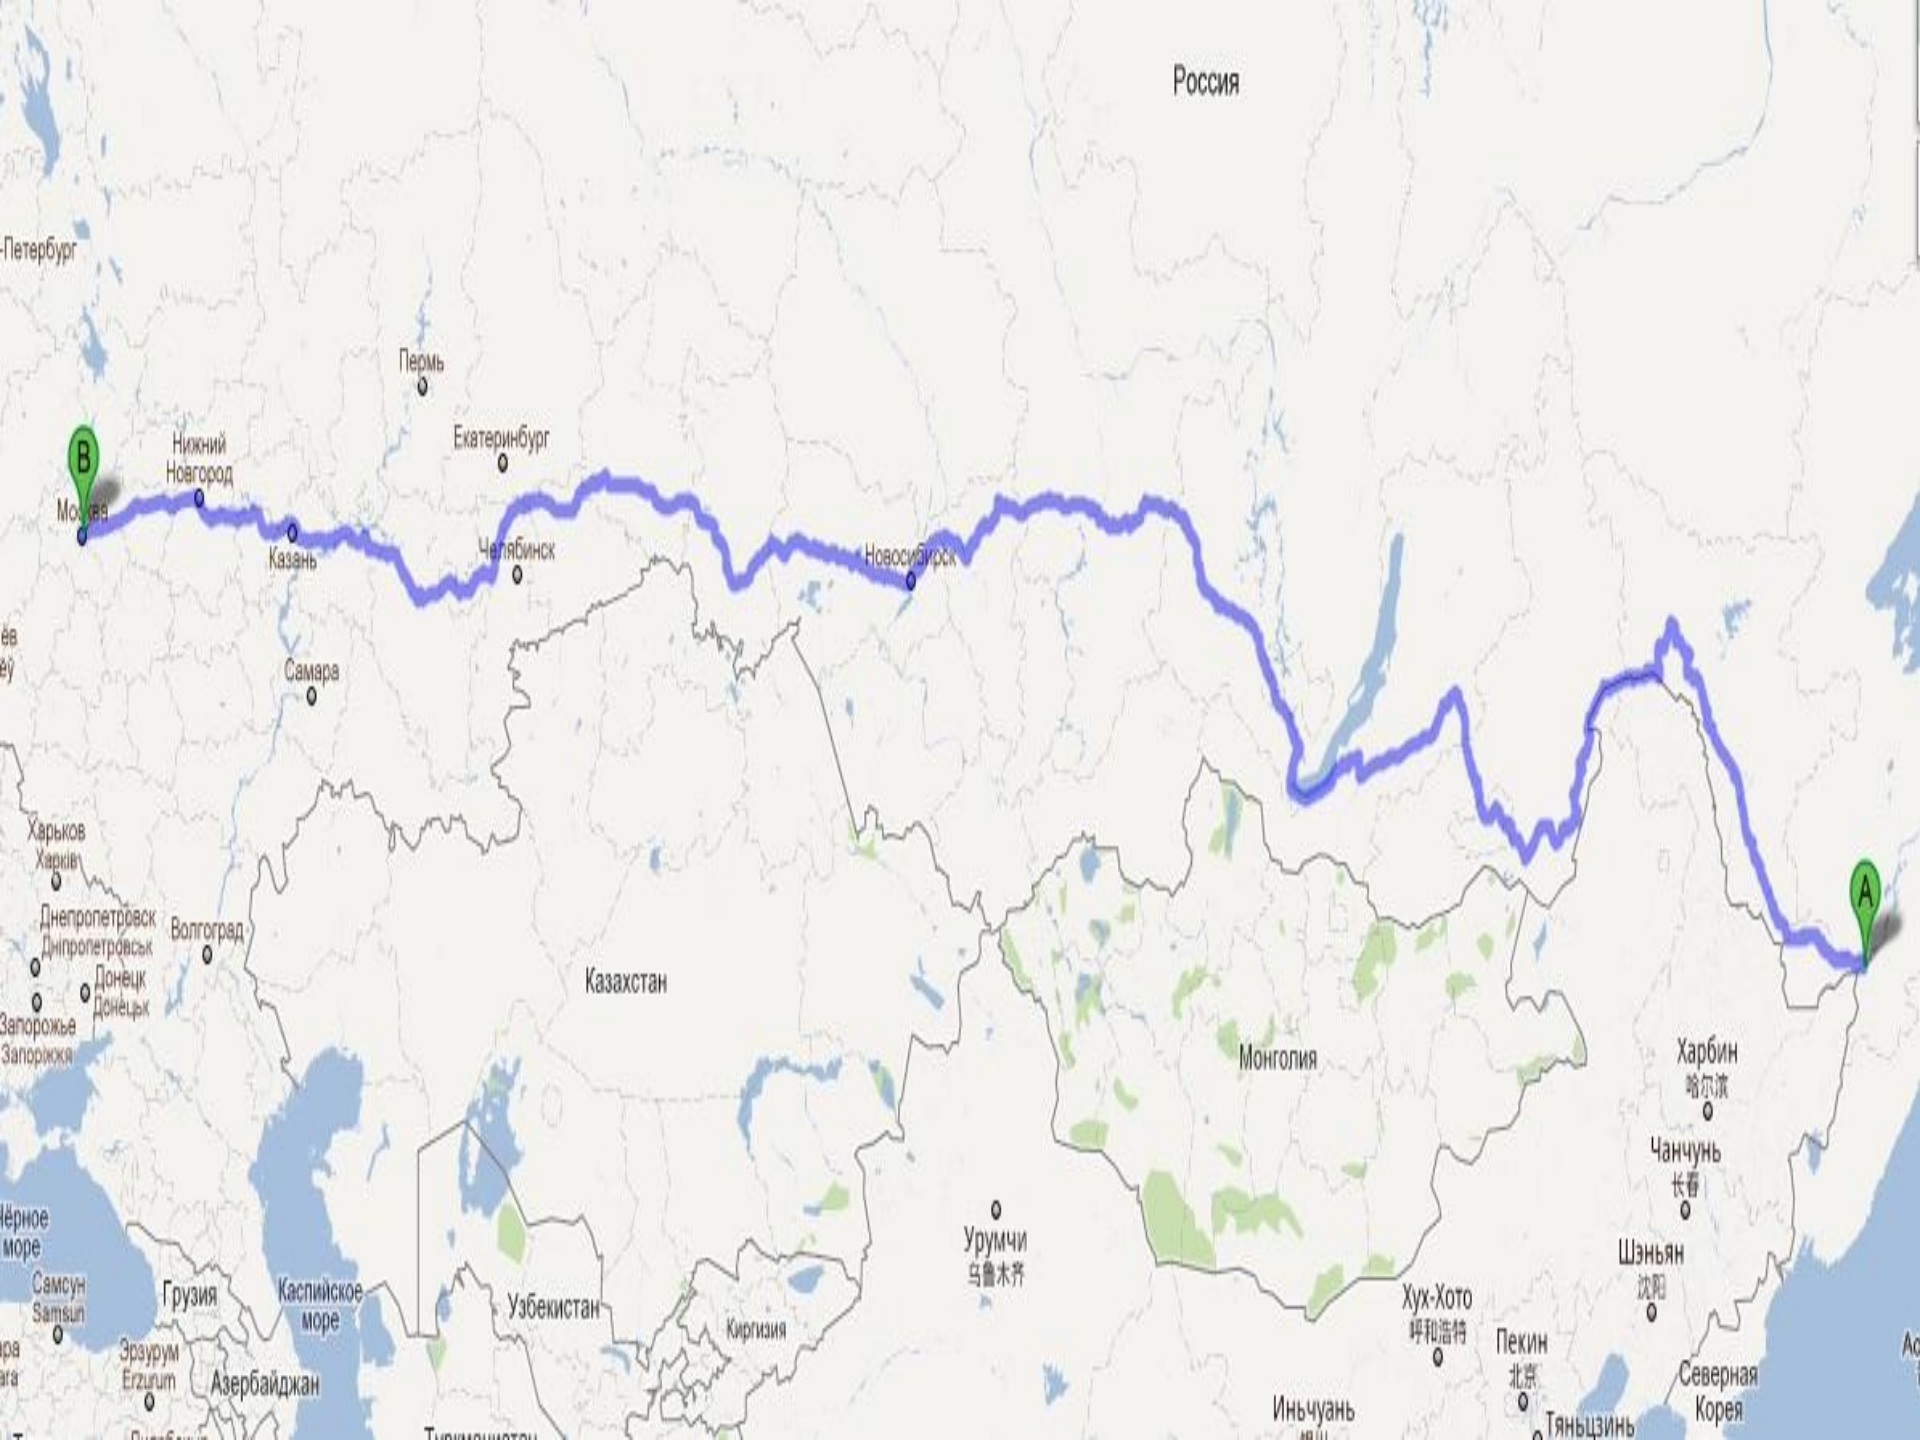 Россия
-Петербург
Пермь
Екатеринбург
B
Нижний
Новгород
Москва
Казань
Челябинск
Новосибирск
ёв
Самара
Харьков
Харків
A
Днепропетровск
Дніпропетровськ
Волгоград
Донецк
Донецьк
Казахстан
Запорожье
Запоріжжя
Монголия
Харбин
哈尔滨
Чанчунь
长春
Чёрное
море
Урумчи
乌鲁木齐
Шэньян
沈阳
Самсун
Samsun
Грузия
Каспийское
море
Узбекистан
Киргизия
Хух-Хото
呼和浩特
Пекин
北京
Эрзурум
Erzurum
Азербайджан
Северная
Корея
Иньчуань
Тяньцзинь
Туркменистан